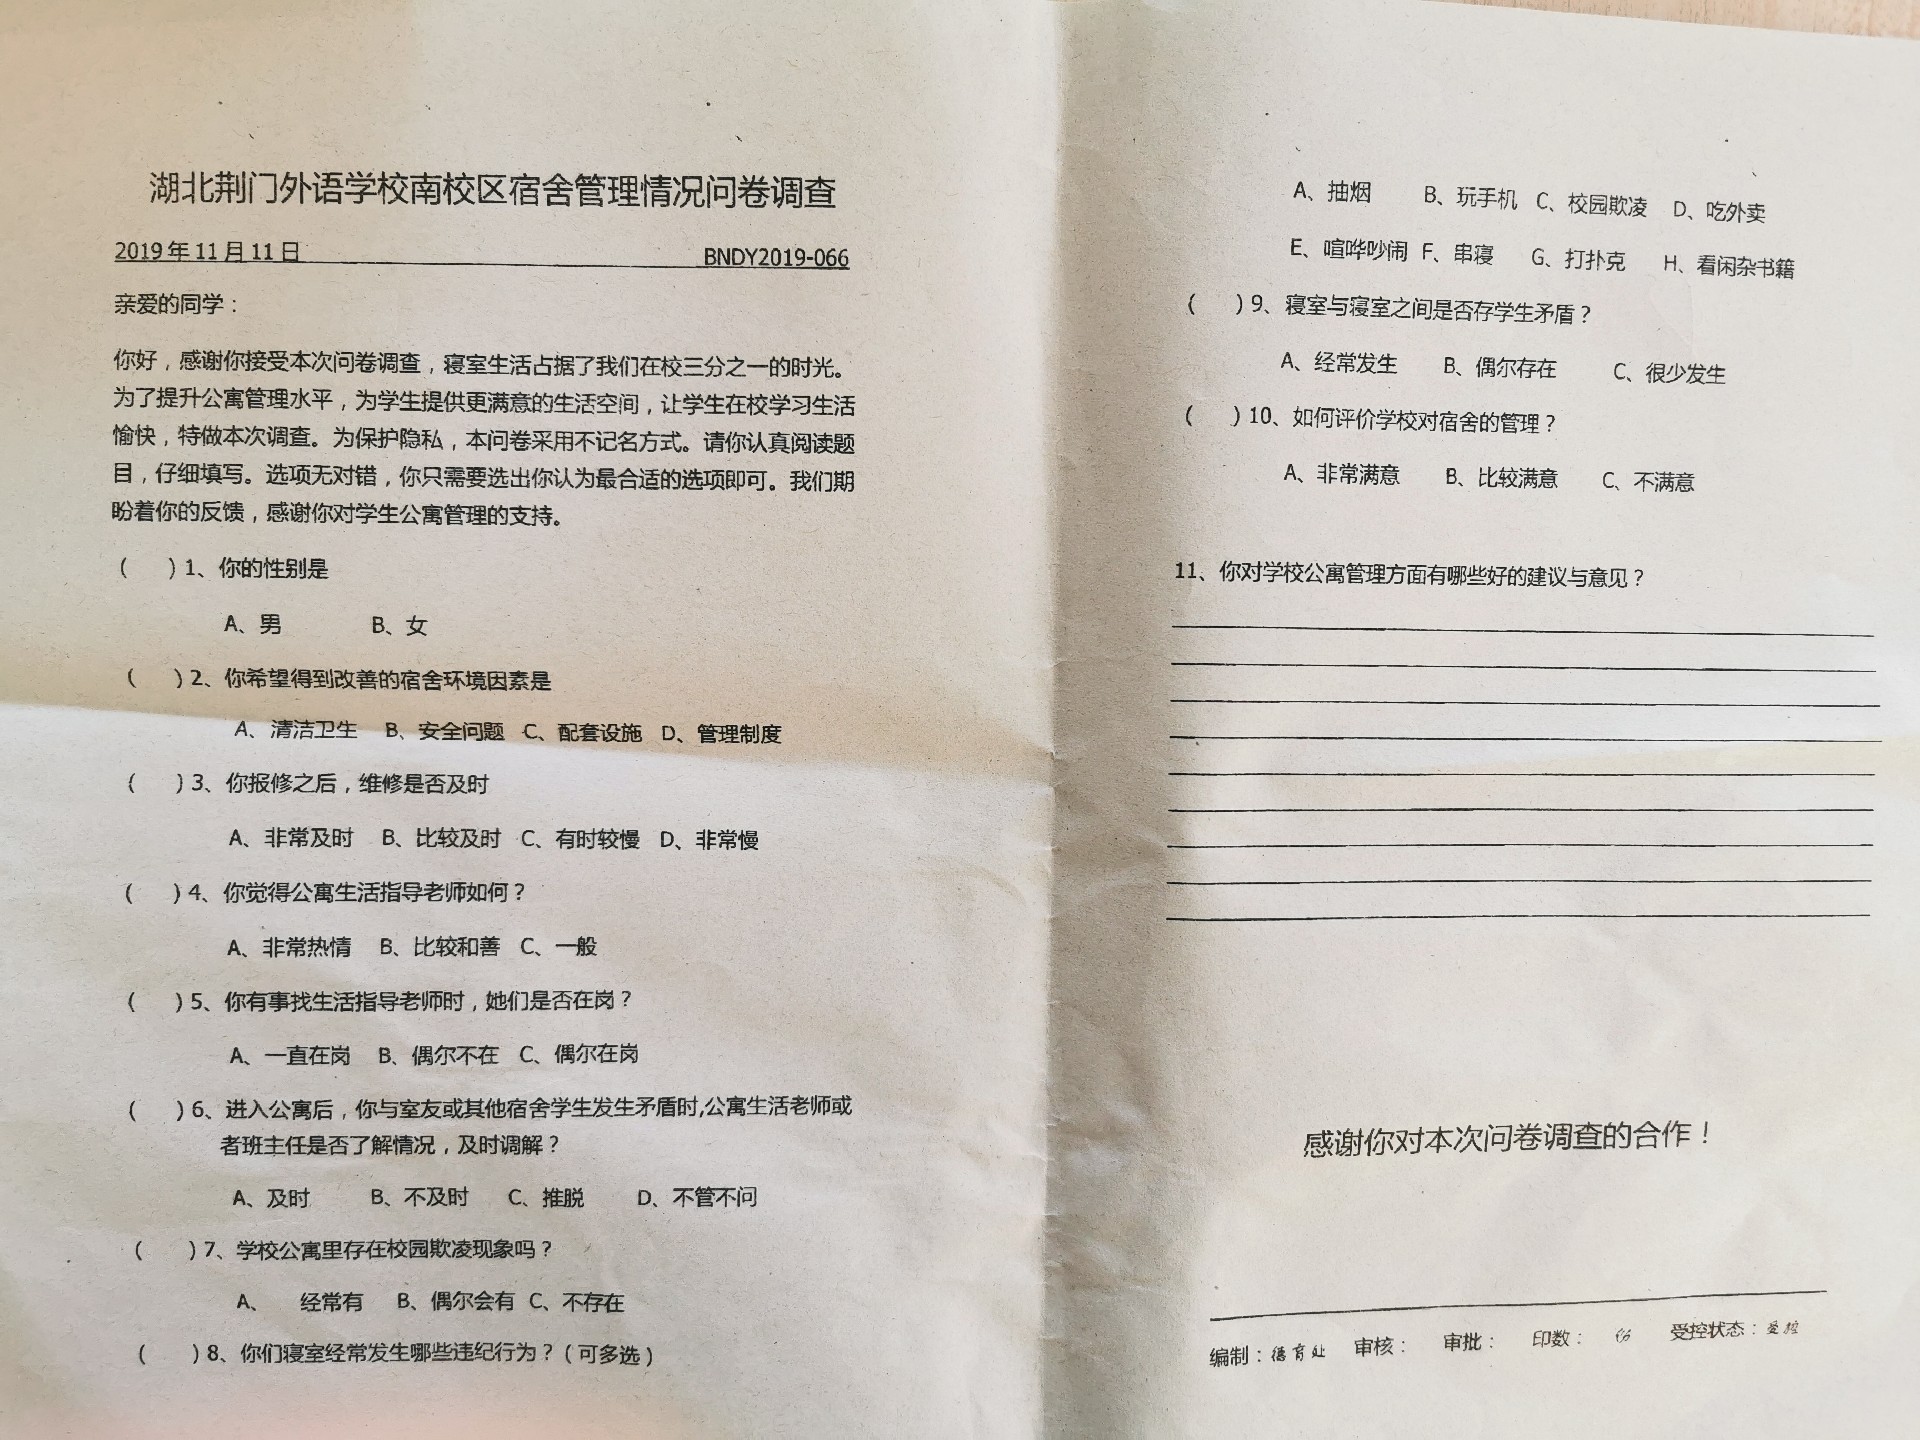 湖北荆门外语学校南校区宿舍管理情况问卷调查
2019年11月11日 BNDY2019-066
亲爱的同学：
你好，感谢你接受本次问卷调查，寝室生活占据了我们在校三分之一的时光。
为了提升公寓管理水平，为学生提供更满意的生活空间，让学生在校学习生活
愉快，特做本次调查。为保护隐私，本问卷采用不记名方式。请你认真阅读题
目，仔细填写。选项无对错，你只需要选出你认为最合适的选项即可。我们期
盼着你的反馈，感谢你对学生公寓管理的支持。
（　）1、你的性别是
A、男 B、女
（　）2、你希望得到改善的宿舍环境因素是
A、清洁卫生 B、安全问题 C、配套设施 D、管理制度
（　）3、你报修之后，维修是否及时
A、非常及时 B、比较及时 C、有时较慢 D、非常慢
（　）4、你觉得公寓生活指导老师如何？
A、非常热情 B、比较和善 C、一般
（　）5、你有事找生活指导老师时，她们是否在岗？
A、一直在岗 B、偶尔不在 C、偶尔在岗
（　）6、进入公寓后，你与室友或其他宿舍学生发生矛盾时,公寓生活老师或
者班主任是否了解情况，及时调解？
A、及时 B、不及时 C、推脱 D、不管不问
（　）7、学校公寓里存在校园欺凌现象吗？
A、 经常有 B、偶尔会有 C、不存在
（　）8、你们寝室经常发生哪些违纪行为？（可多选）
A、抽烟 B、玩手机 C、校园欺凌 D、吃外卖
E、喧哗吵闹 F、串寝 G、打扑克 H、看闲杂书籍
（　）9、寝室与寝室之间是否存学生矛盾？
A、经常发生 B、偶尔存在 C、很少发生
（　）10、如何评价学校对宿舍的管理？
A、非常满意 B、比较满意 C、不满意
11、你对学校公寓管理方面有哪些好的建议与意见？
感谢你对本次问卷调查的合作！
编制：德育处 审核： 审批： 印数： 受控状态：受控